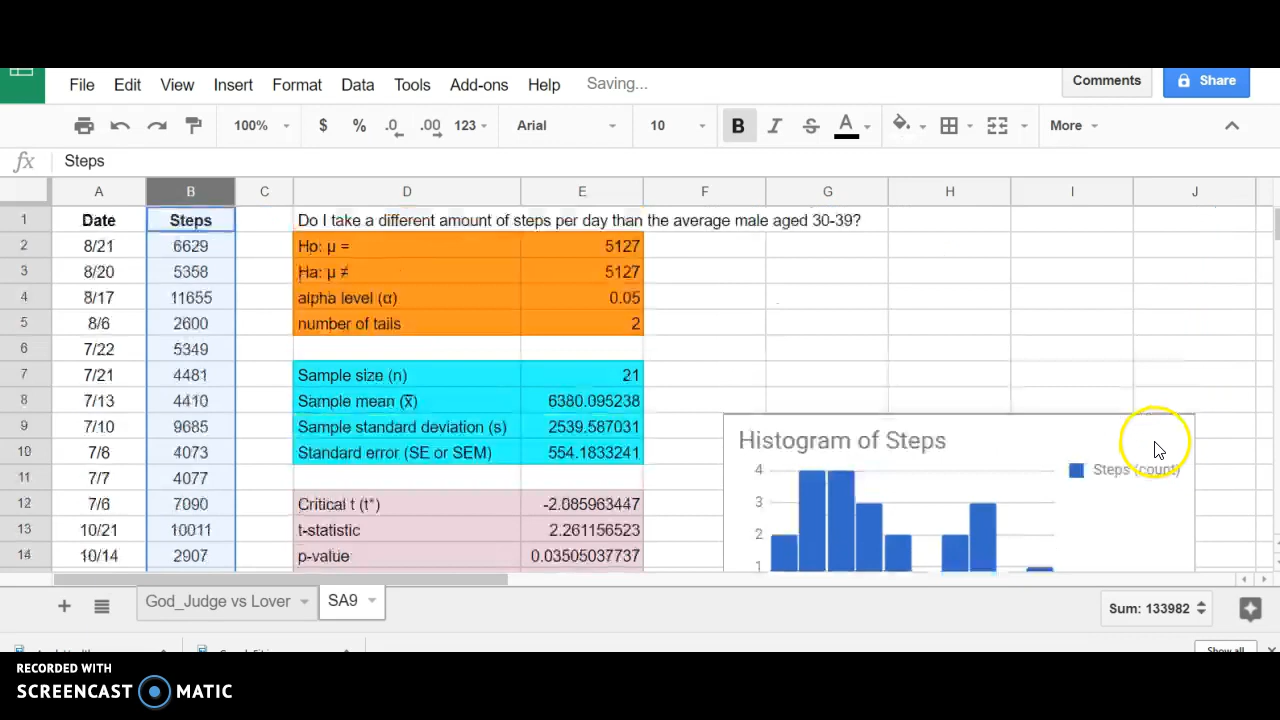 File Edit View Insert Format Data Tools Add-ons Help Saving... Comments Share
100% $ % .0 .00 123 Arial 10 B I S A More
fx Steps
A B C D E F G H I J
1 Date Steps Do I take a different amount of steps per day than the average male aged 30-39?
2 8/21 6629 Ho: μ = 5127
3 8/20 5358 Ha: μ ≠ 5127
4 8/17 11655 alpha level (α) 0.05
5 8/6 2600 number of tails 2
6 7/22 5349
7 7/21 4481 Sample size (n) 21
8 7/13 4410 Sample mean (x̅) 6380.095238
9 7/10 9685 Sample standard deviation (s) 2539.587031
10 7/8 4073 Standard error (SE or SEM) 554.1833241
11 7/7 4077
12 7/6 7090 Critical t (t*) -2.085963447
13 10/21 10011 t-statistic 2.261156523
14 10/14 2907 p-value 0.03505037737
Histogram of Steps
Steps (count)
4
3
2
1
God_Judge vs Lover SA9 Sum: 133982
Show all
RECORDED WITH
SCREENCAST MATIC